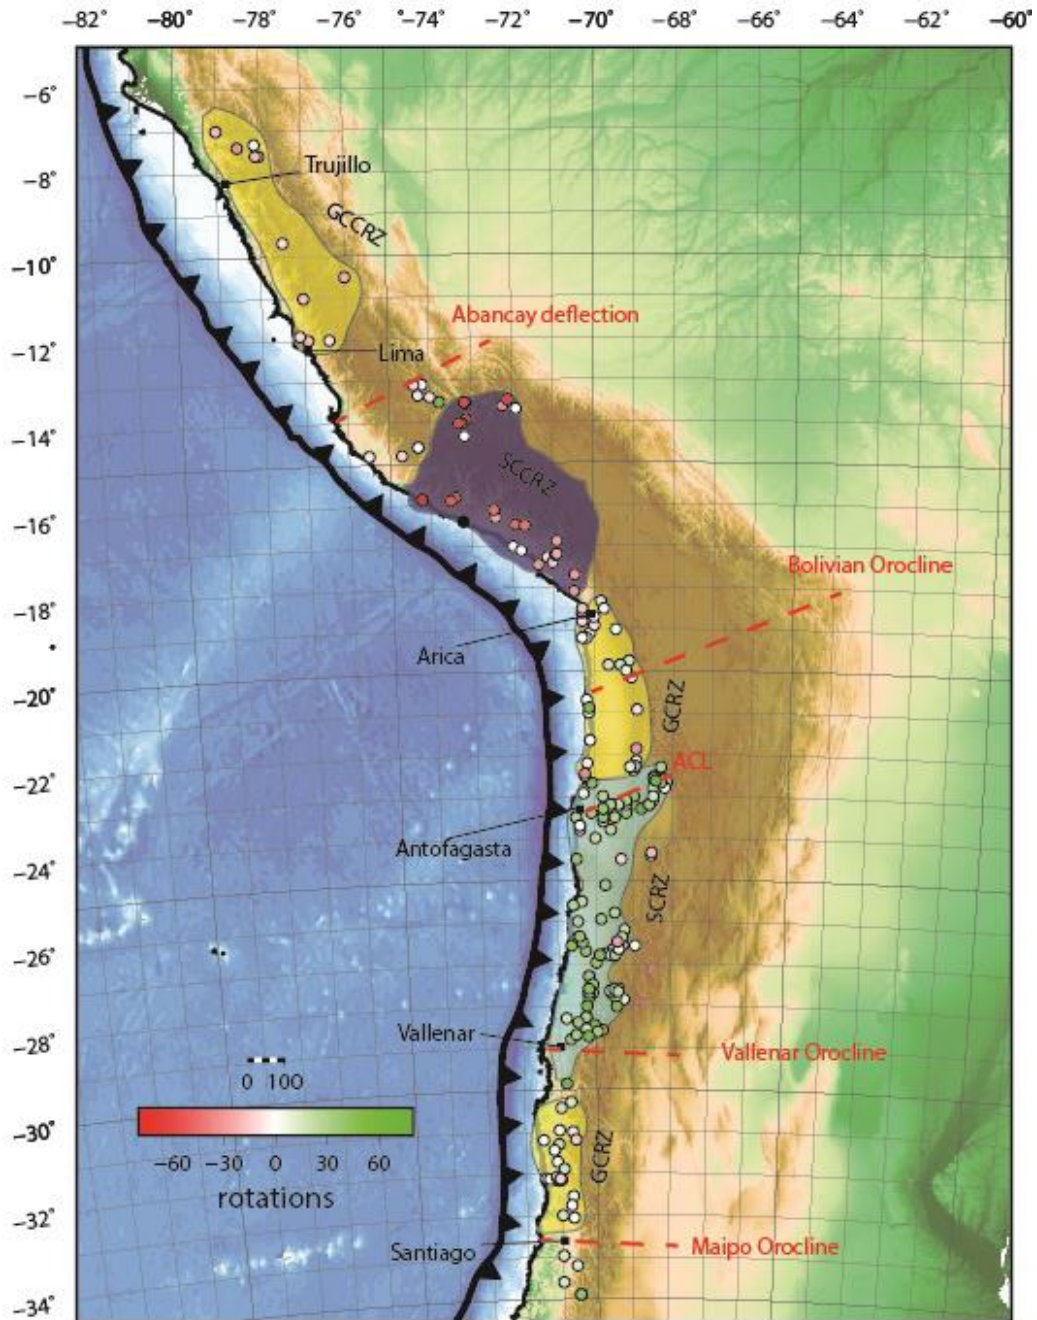 −82° −80° −78° −76° −74° −72° −70° −68° −66° −64° −62° −60°
−6°
−8°
−10°
−12°
−14°
−16°
−18°
−20°
−22°
−24°
−26°
−28°
−30°
−32°
−34°
Trujillo
GCCRZ
Abancay deflection
Lima
SCCRZ
Bolivian Orocline
Arica
GCRZ
ACL
Antofagasta
SCRZ
Vallenar
Vallenar Orocline
0 100
−60 −30 0 30 60
rotations
GCRZ
Santiago
Maipo Orocline